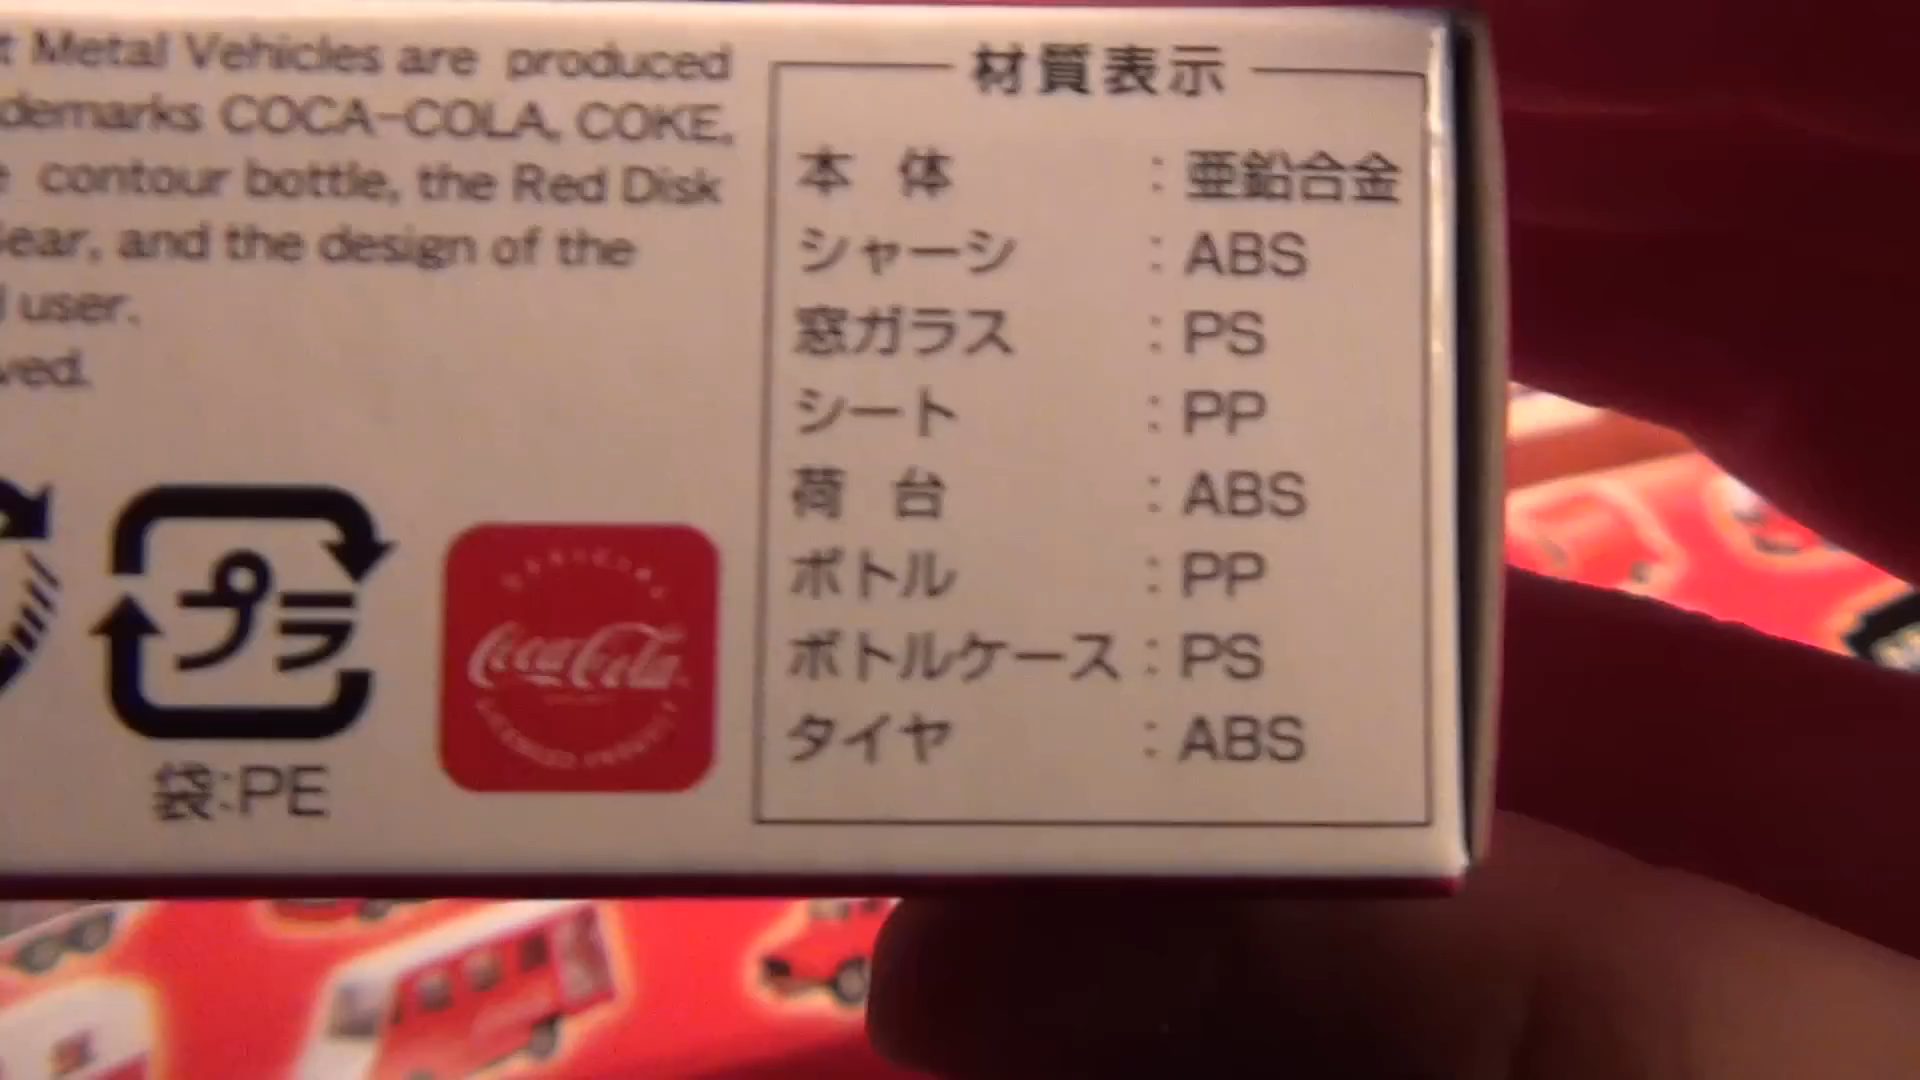 t Metal Vehicles are produced
demarks COCA-COLA, COKE,
contour bottle, the Red Disk
and the design of the
user.
ved.
プラ
袋:PE
Coca-Cola
LICENSED PRODUCT
材質表示
本 体 : 亜鉛合金
シャーシ : ABS
窓ガラス : PS
シート : PP
荷 台 : ABS
ボトル : PP
ボトルケース : PS
タイヤ : ABS